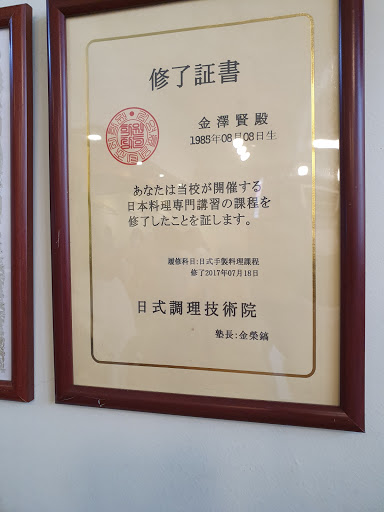 修了証書
金澤賢殿
1985年08月08日生
あなたは当校が開催する
日本料理専門講習の課程を
修了したことを証します。
履修科目:日式手製料理課程
修了2017年07月18日
日式調理技術院
塾長:金榮鎬